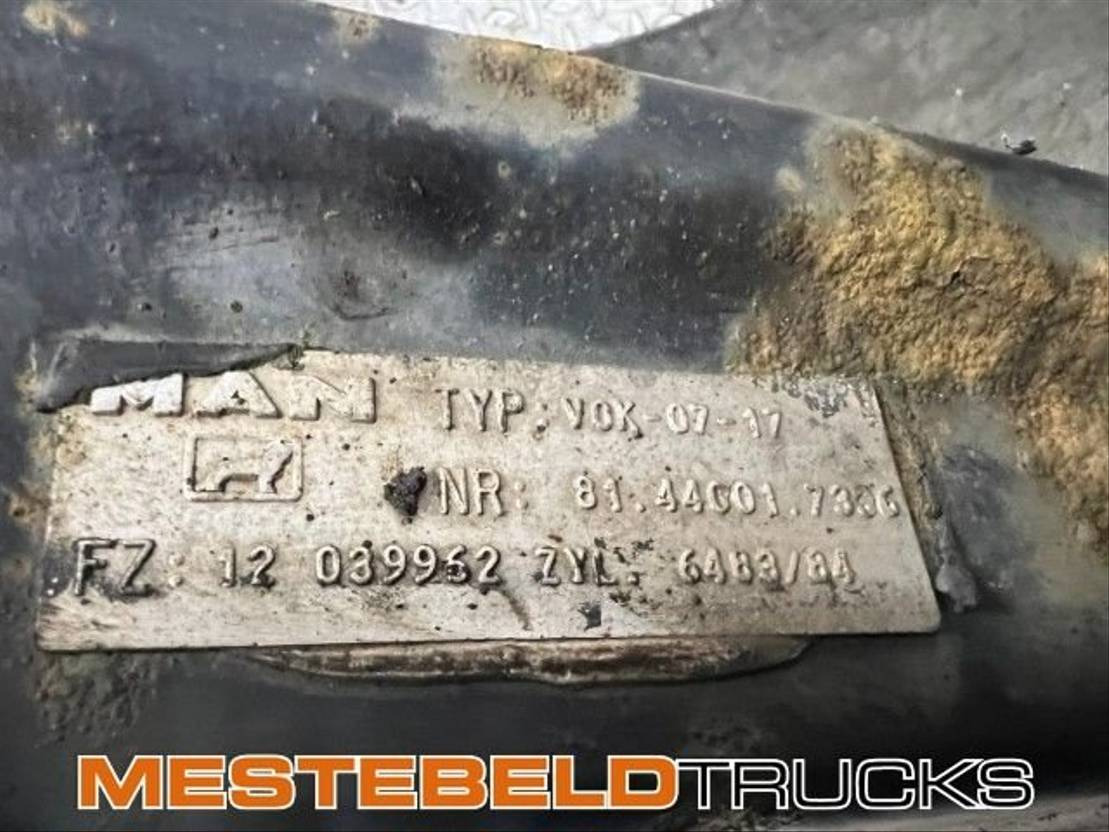 MAN TYP: VOK-07-17
NR: 81.44001.7336
FZ: 12 039962 ZYL. 6483/84
MESTEBELDTRUCKS